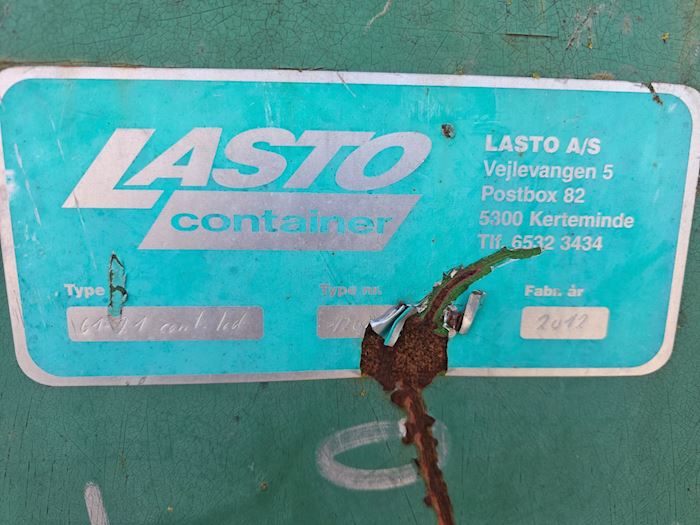 LASTO
container
LASTO A/S
Vejlevangen 5
Postbox 82
5300 Kerteminde
Tlf. 6532 3434
Type
Type nr.
Fabr. år
2012